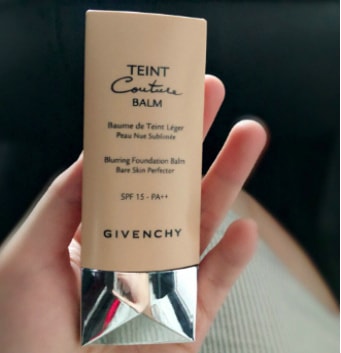 TEINT
Couture
BALM
Baume de Teint Léger
Peau Nue Sublimée
Blurring Foundation Balm
Bare Skin Perfector
SPF 15 - PA++
GIVENCHY